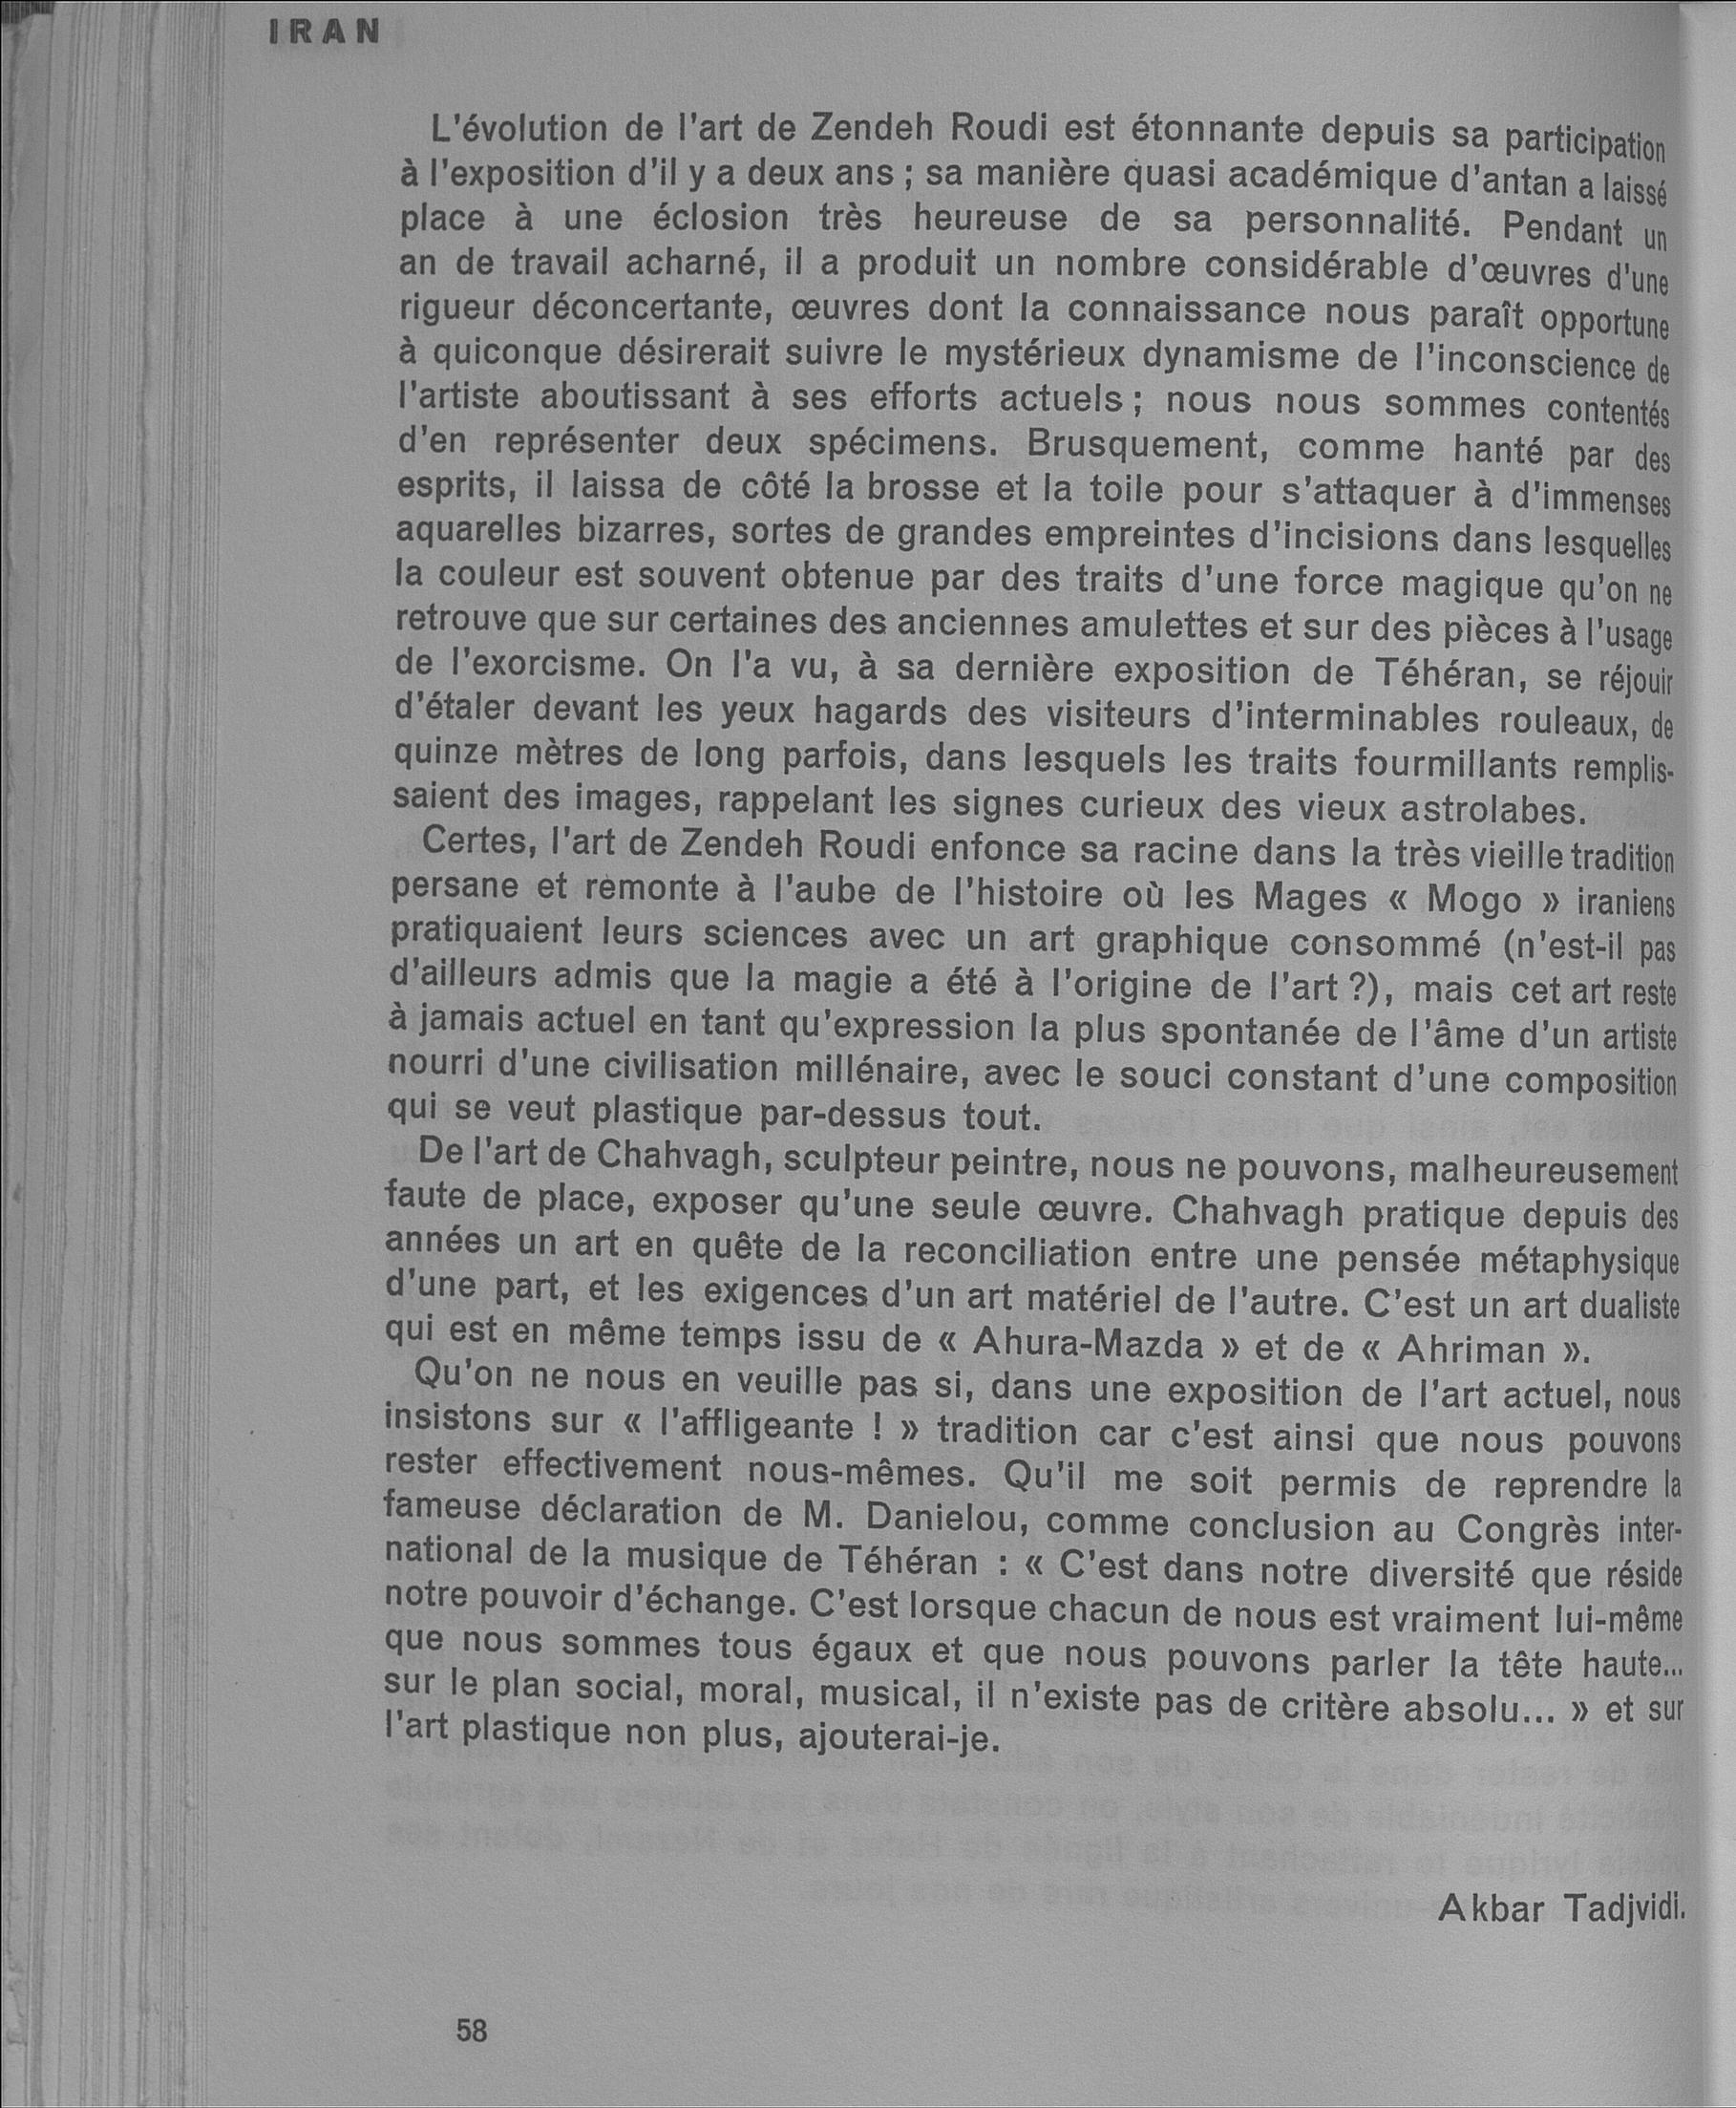 IRAN
L'évolution de l'art de Zendeh Roudi est étonnante depuis sa participation
à l'exposition d'il y a deux ans ; sa manière quasi académique d'antan a laissé
place à une éclosion très heureuse de sa personnalité. Pendant un
an de travail acharné, il a produit un nombre considérable d'œuvres d'une
rigueur déconcertante, œuvres dont la connaissance nous paraît opportune
à quiconque désirerait suivre le mystérieux dynamisme de l'inconscience de
l'artiste aboutissant à ses efforts actuels ; nous nous sommes contentés
d'en représenter deux spécimens. Brusquement, comme hanté par des
esprits, il laissa de côté la brosse et la toile pour s'attaquer à d'immenses
aquarelles bizarres, sortes de grandes empreintes d'incisions dans lesquelles
la couleur est souvent obtenue par des traits d'une force magique qu'on ne
retrouve que sur certaines des anciennes amulettes et sur des pièces à l'usage
de l'exorcisme. On l'a vu, à sa dernière exposition de Téhéran, se réjouir
d'étaler devant les yeux hagards des visiteurs d'interminables rouleaux, de
quinze mètres de long parfois, dans lesquels les traits fourmillants remplis-
saient des images, rappelant les signes curieux des vieux astrolabes.
Certes, l'art de Zendeh Roudi enfonce sa racine dans la très vieille tradition
persane et remonte à l'aube de l'histoire où les Mages « Mogo » iraniens
pratiquaient leurs sciences avec un art graphique consommé (n'est-il pas
d'ailleurs admis que la magie a été à l'origine de l'art ?), mais cet art reste
à jamais actuel en tant qu'expression la plus spontanée de l'âme d'un artiste
nourri d'une civilisation millénaire, avec le souci constant d'une composition
qui se veut plastique par-dessus tout.
De l'art de Chahvagh, sculpteur peintre, nous ne pouvons, malheureusement
faute de place, exposer qu'une seule œuvre. Chahvagh pratique depuis des
années un art en quête de la reconciliation entre une pensée métaphysique
d'une part, et les exigences d'un art matériel de l'autre. C'est un art dualiste
qui est en même temps issu de « Ahura-Mazda » et de « Ahriman ».
Qu'on ne nous en veuille pas si, dans une exposition de l'art actuel, nous
insistons sur « l'affligeante ! » tradition car c'est ainsi que nous pouvons
rester effectivement nous-mêmes. Qu'il me soit permis de reprendre la
fameuse déclaration de M. Danielou, comme conclusion au Congrès inter-
national de la musique de Téhéran : « C'est dans notre diversité que réside
notre pouvoir d'échange. C'est lorsque chacun de nous est vraiment lui-même
que nous sommes tous égaux et que nous pouvons parler la tête haute...
sur le plan social, moral, musical, il n'existe pas de critère absolu... » et sur
l'art plastique non plus, ajouterai-je.
Akbar Tadjvidi.
58